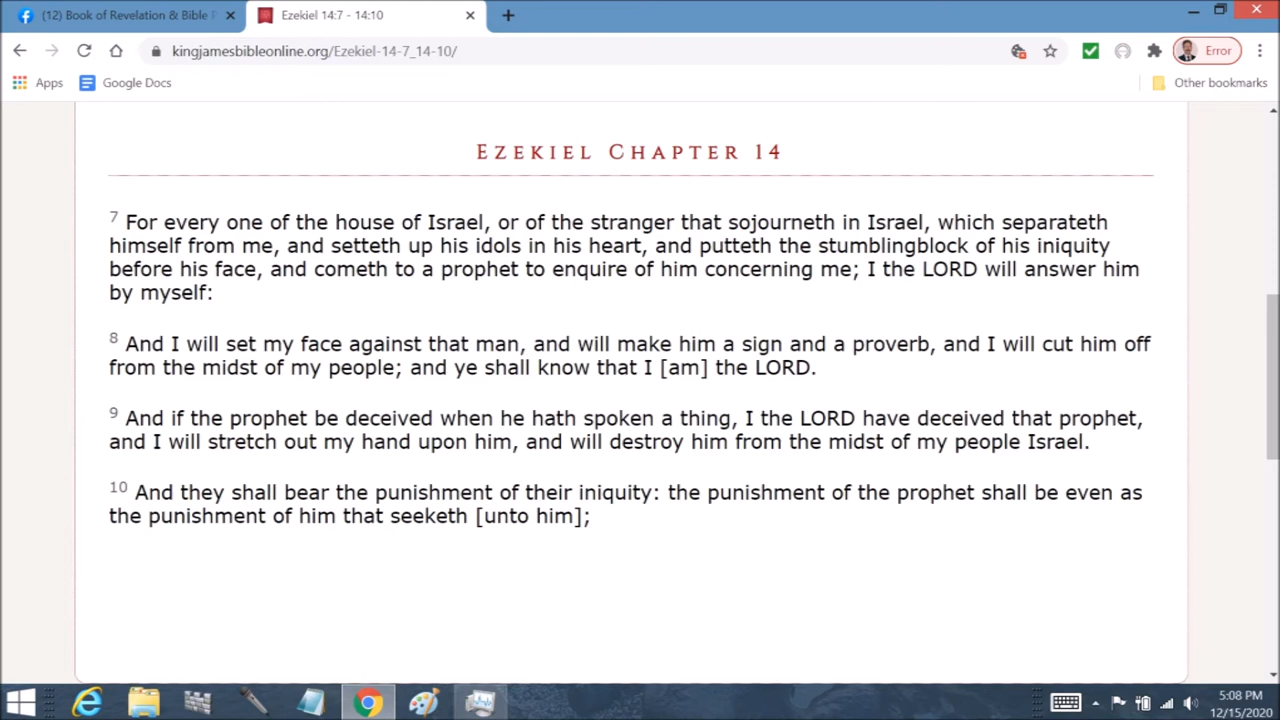 (12) Book of Revelation & Bible
Ezekiel 14:7 - 14:10
kingjamesbibleonline.org/Ezekiel-14-7_14-10/
Error
Apps
Google Docs
Other bookmarks
EZEKIEL CHAPTER 14
7 For every one of the house of Israel, or of the stranger that sojourneth in Israel, which separateth
himself from me, and setteth up his idols in his heart, and putteth the stumblingblock of his iniquity
before his face, and cometh to a prophet to enquire of him concerning me; I the LORD will answer him
by myself:
8 And I will set my face against that man, and will make him a sign and a proverb, and I will cut him off
from the midst of my people; and ye shall know that I [am] the LORD.
9 And if the prophet be deceived when he hath spoken a thing, I the LORD have deceived that prophet,
and I will stretch out my hand upon him, and will destroy him from the midst of my people Israel.
10 And they shall bear the punishment of their iniquity: the punishment of the prophet shall be even as
the punishment of him that seeketh [unto him];
5:08 PM
12/15/2020